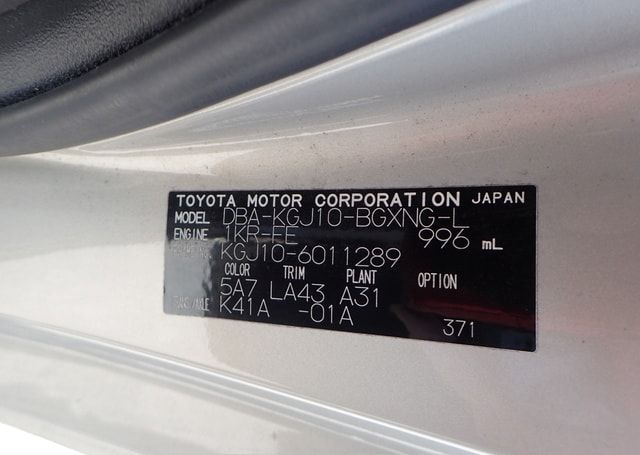 TOYOTA MOTOR CORPORATION JAPAN
MODEL DBA-KGJ10-BGXNG-L
ENGINE 1KR-FE 996 mL
KGJ10-6011289
COLOR TRIM PLANT OPTION
5A7 LA43 A31
K41A -01A
371